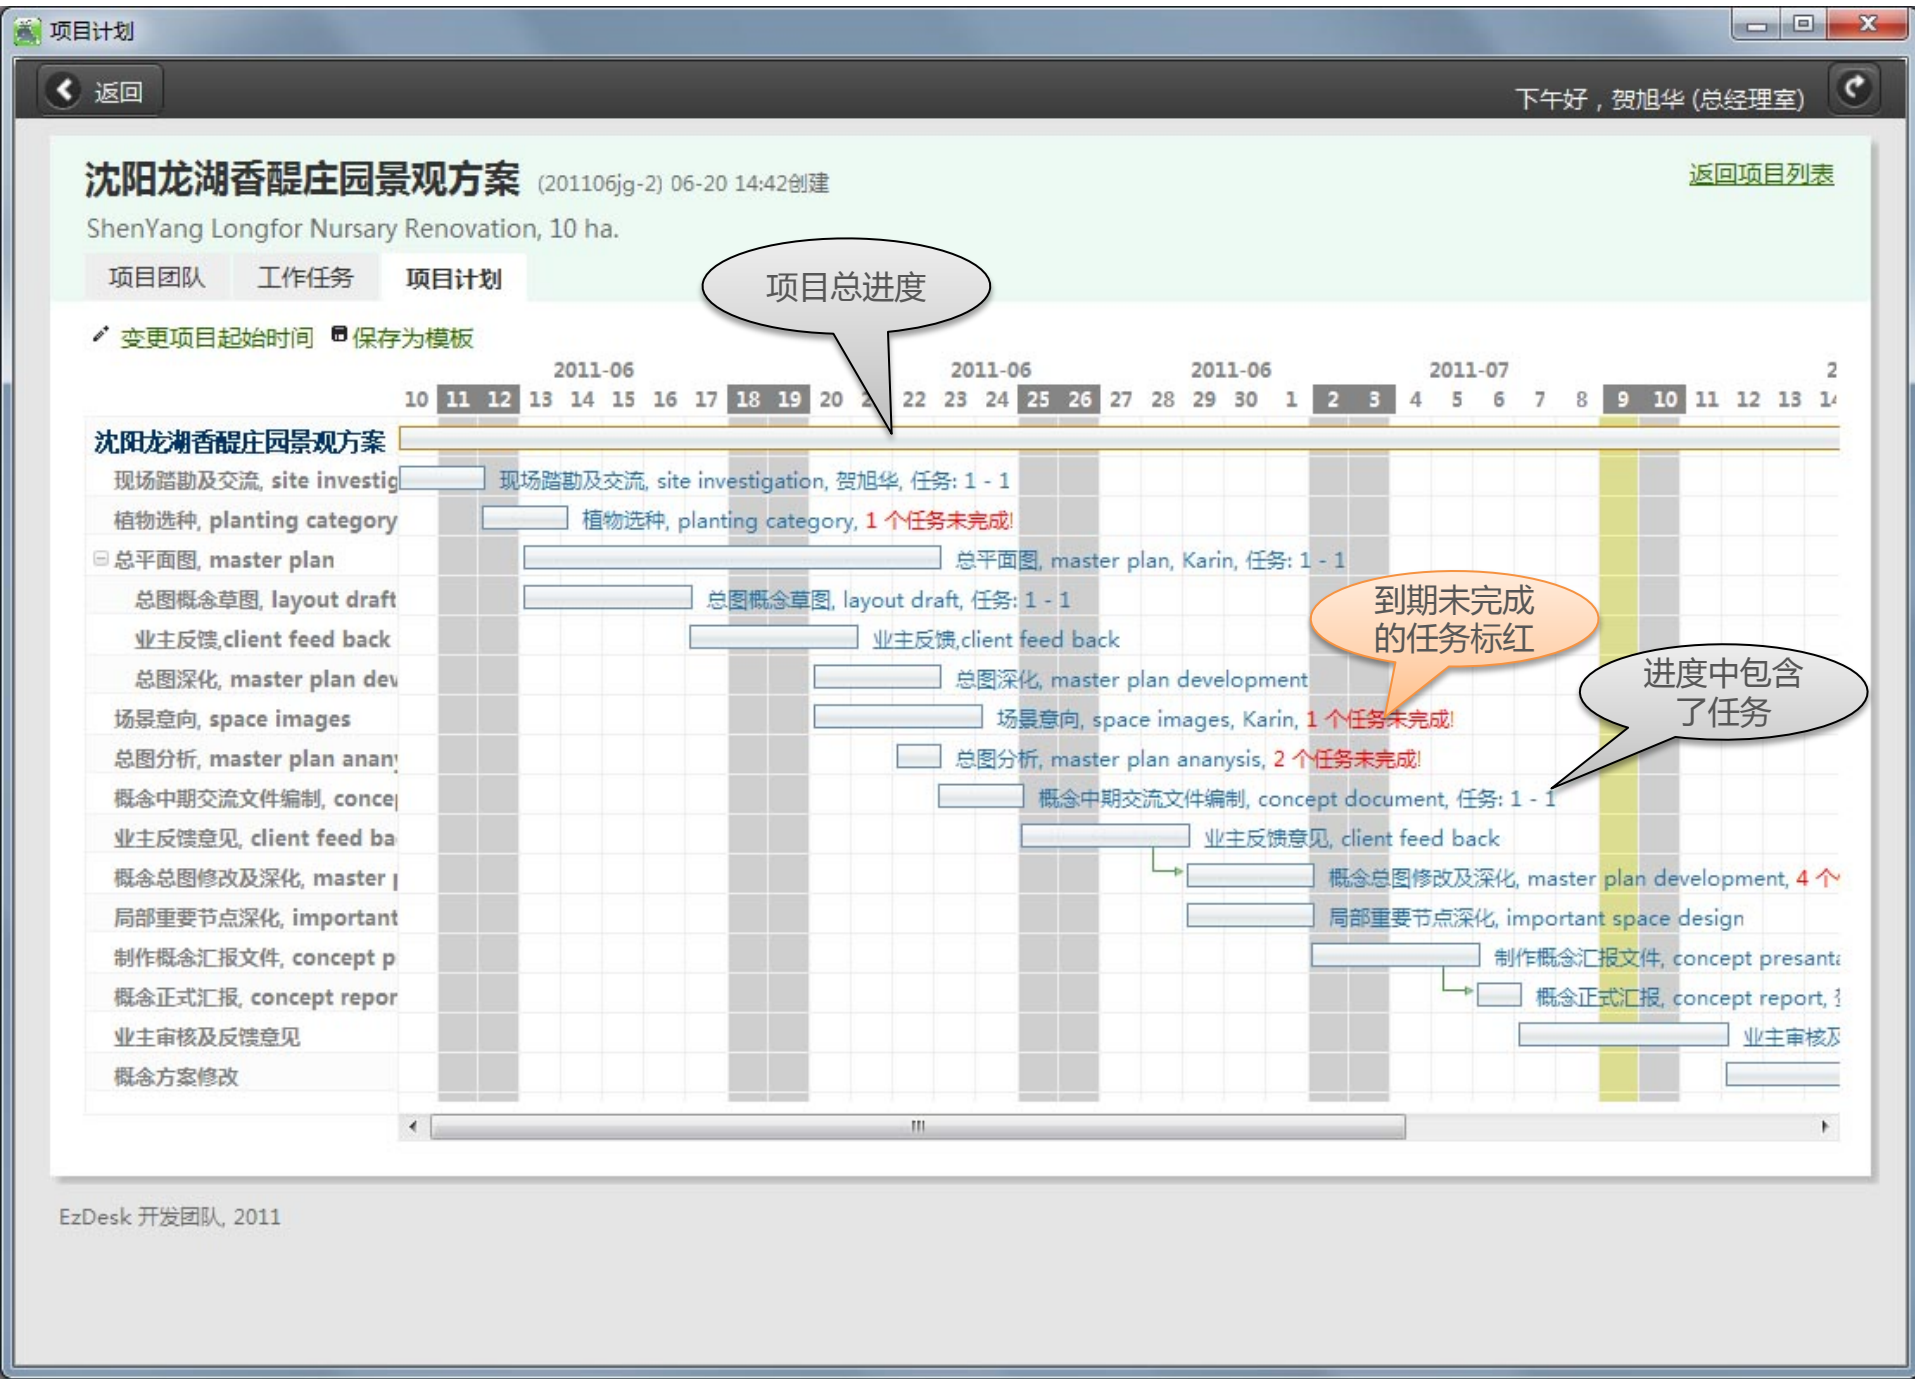 项目计划
返回
下午好，贺旭华 (总经理室)
沈阳龙湖香醍庄园景观方案 (201106jg-2) 06-20 14:42创建
返回项目列表
ShenYang Longfor Nursary Renovation, 10 ha.
项目团队 工作任务 项目计划
项目总进度
变更项目起始时间 保存为模板
2011-06 2011-06 2011-06 2011-07 2
10 11 12 13 14 15 16 17 18 19 20 2 22 23 24 25 26 27 28 29 30 1 2 3 4 5 6 7 8 9 10 11 12 13 14
沈阳龙湖香醍庄园景观方案
现场踏勘及交流, site investig 现场踏勘及交流, site investigation, 贺旭华, 任务: 1 - 1
植物选种, planting category 植物选种, planting category, 1 个任务未完成!
总平面图, master plan 总平面图, master plan, Karin, 任务: 1 - 1
总图概念草图, layout draft 总图概念草图, layout draft, 任务: 1 - 1
到期未完成
的任务标红
业主反馈,client feed back 业主反馈,client feed back
总图深化, master plan dev 总图深化, master plan development
进度中包含
了任务
场景意向, space images 场景意向, space images, Karin, 1 个任务未完成!
总图分析, master plan anany 总图分析, master plan ananysis, 2 个任务未完成!
概念中期交流文件编制, concep 概念中期交流文件编制, concept document, 任务: 1 - 1
业主反馈意见, client feed ba 业主反馈意见, client feed back
概念总图修改及深化, master p 概念总图修改及深化, master plan development, 4 个
局部重要节点深化, important 局部重要节点深化, important space design
制作概念汇报文件, concept p 制作概念汇报文件, concept presanta
概念正式汇报, concept repor 概念正式汇报, concept report,
业主审核及反馈意见 业主审核及
概念方案修改
EzDesk 开发团队, 2011